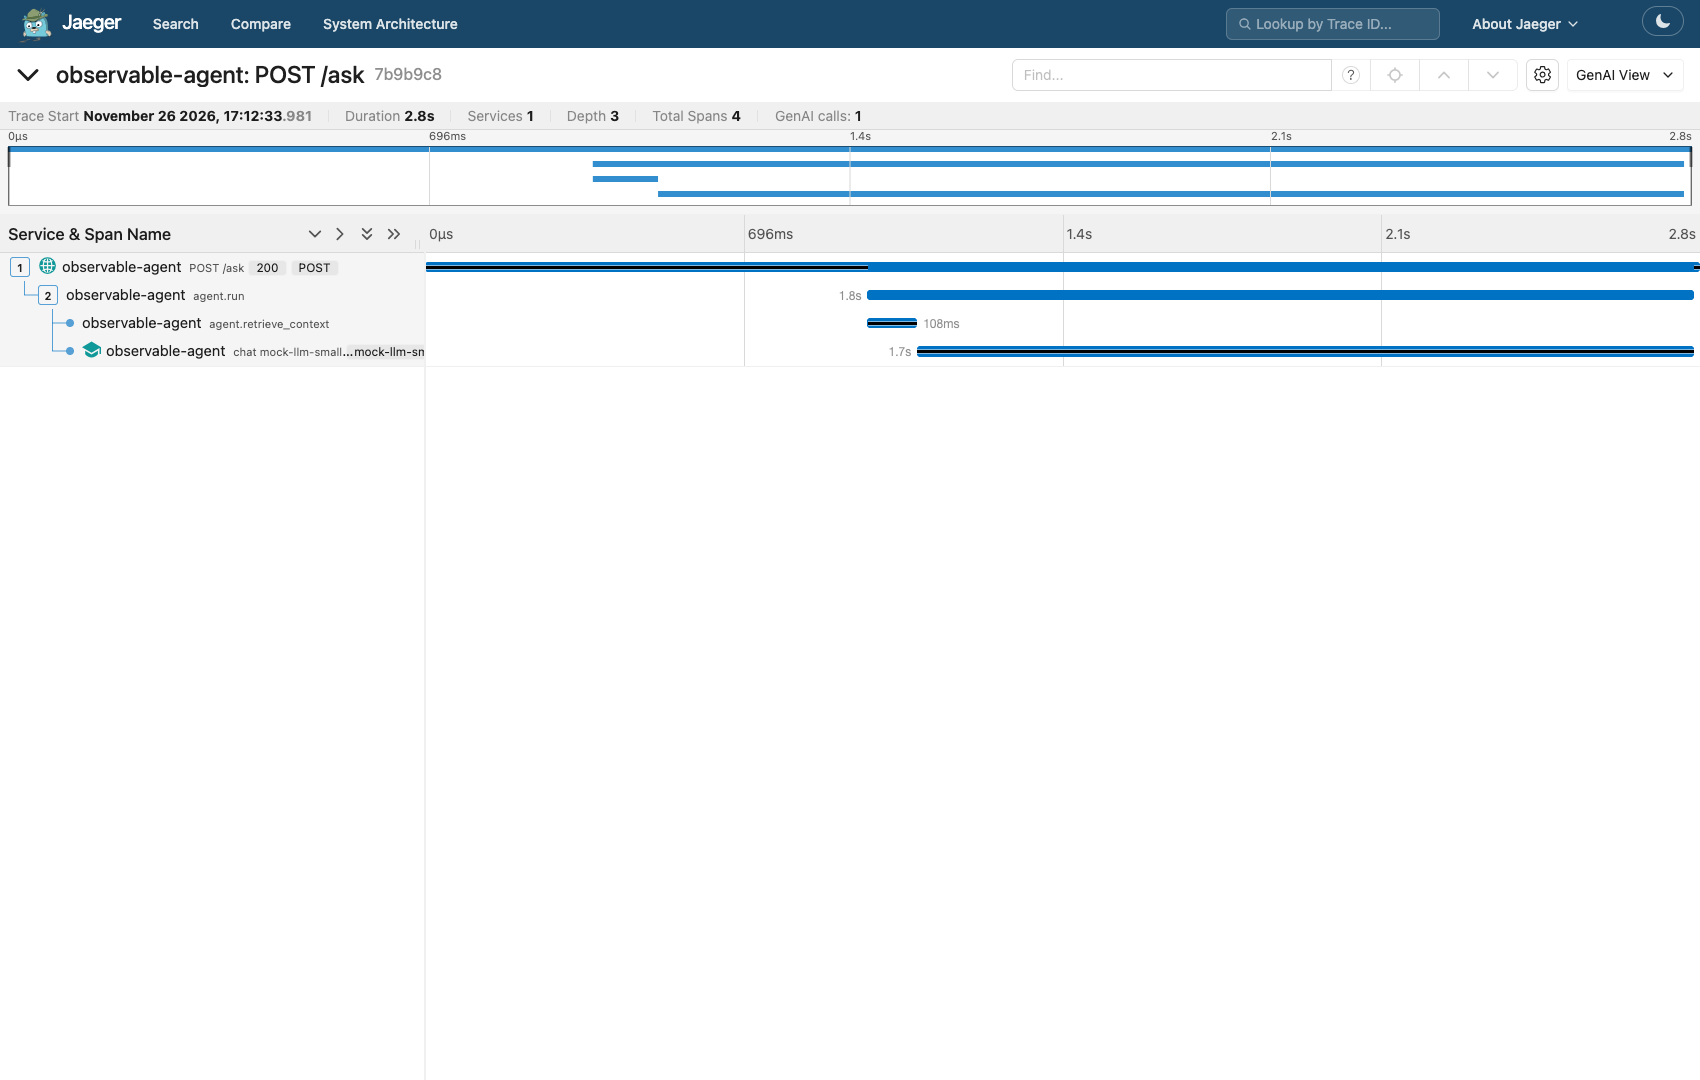 Jaeger Search Compare System Architecture Lookup by Trace ID... About Jaeger
observable-agent: POST /ask 7b9b9c8 Find... ? GenAI View
Trace Start November 26 2026, 17:12:33.981 Duration 2.8s Services 1 Depth 3 Total Spans 4 GenAI calls: 1
0μs 696ms 1.4s 2.1s 2.8s
Service & Span Name 0μs 696ms 1.4s 2.1s 2.8s
1 observable-agent POST /ask 200 POST
2 observable-agent agent.run 1.8s
observable-agent agent.retrieve_context 108ms
observable-agent chat mock-llm-small... mock-llm-sm 1.7s